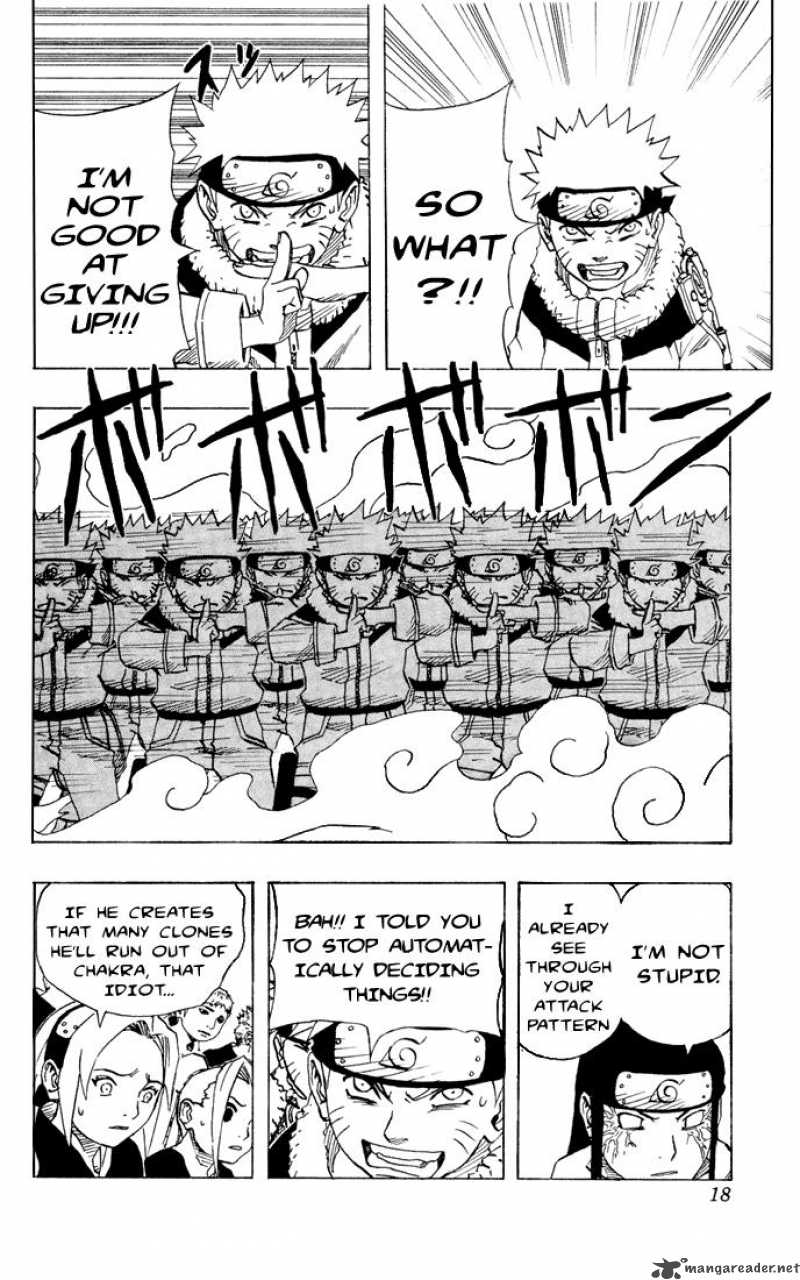 SO
WHAT
?!!
スッ
I'M
NOT
GOOD
AT
GIVING
UP!!!
ボボボボン
I'M NOT
STUPID.
I
ALREADY
SEE
THROUGH
YOUR
ATTACK
PATTERN
BAH!! I TOLD YOU
TO STOP AUTOMAT-
ICALLY DECIDING
THINGS!!
IF HE CREATES
THAT MANY CLONES
HE'LL RUN OUT OF
CHAKRA, THAT
IDIOT...
18
mangareader.net